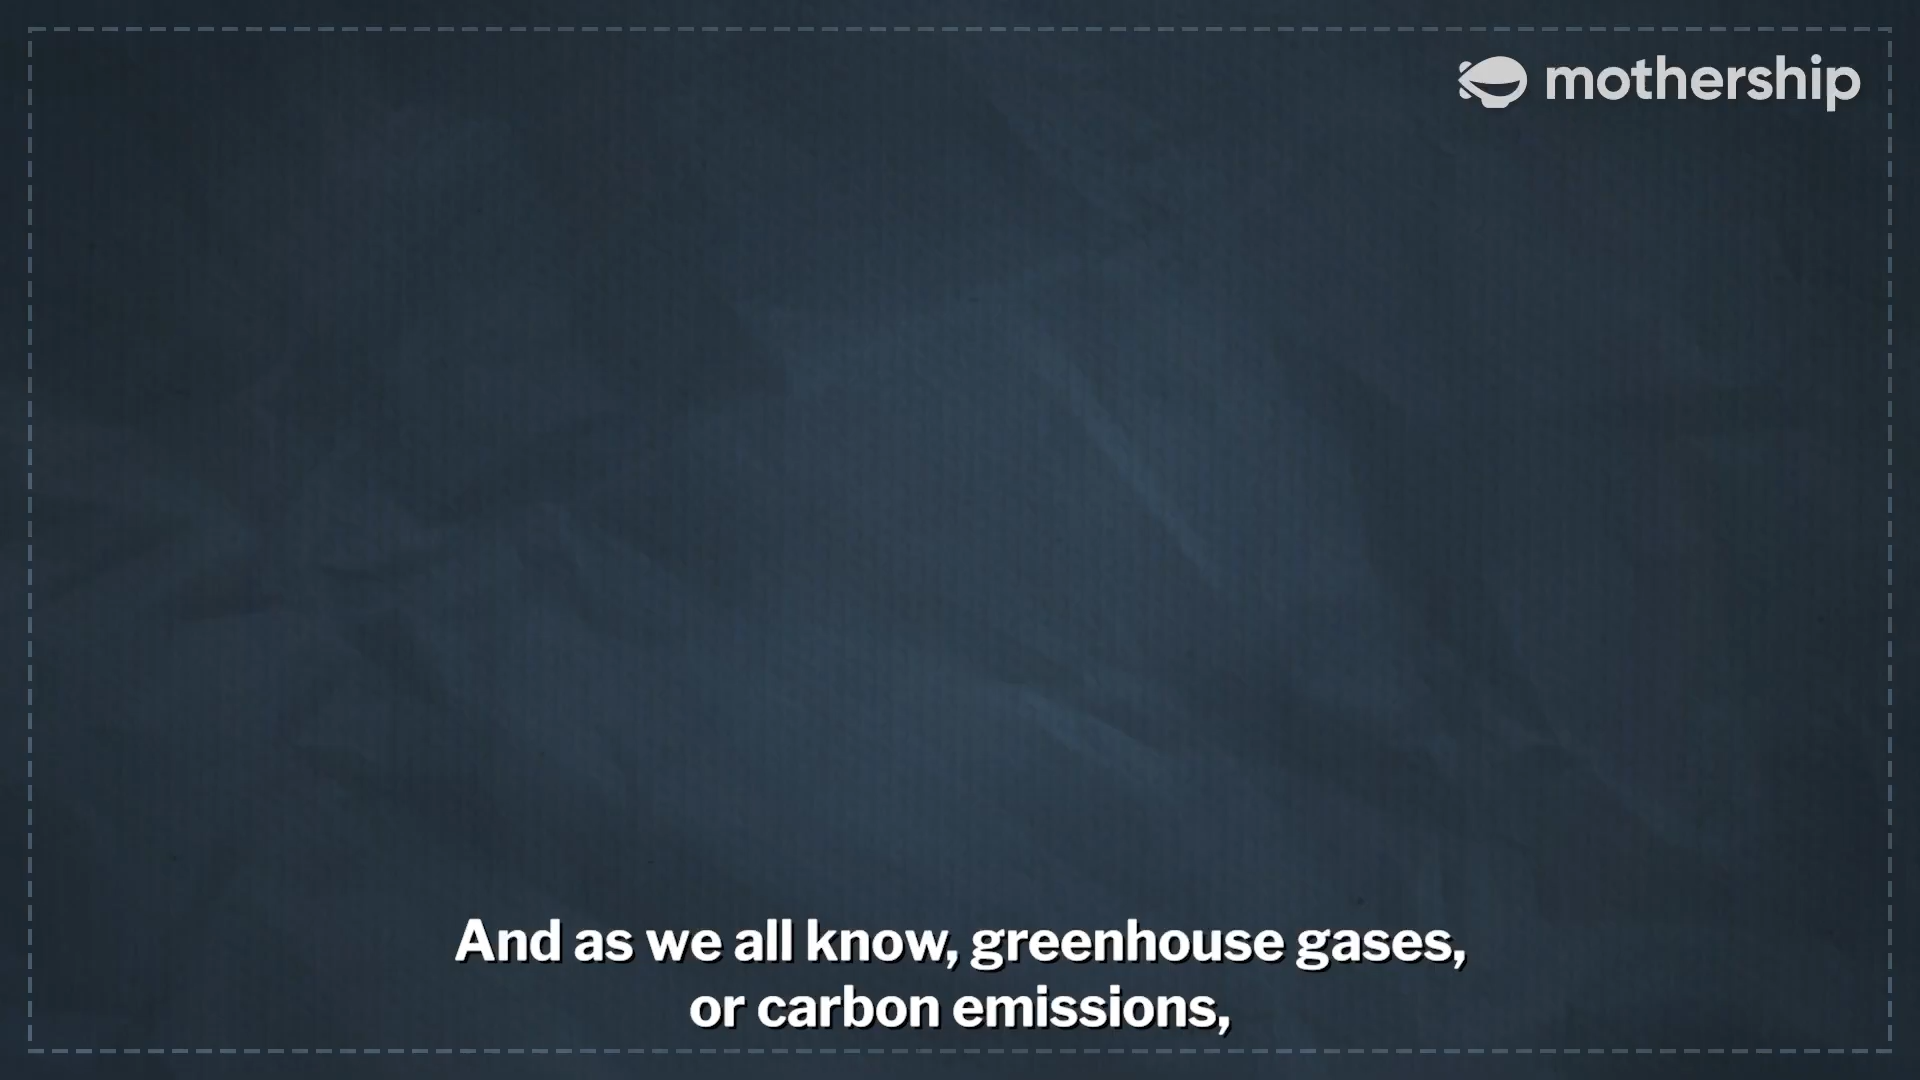 mothership
And as we all know, greenhouse gases,
or carbon emissions,